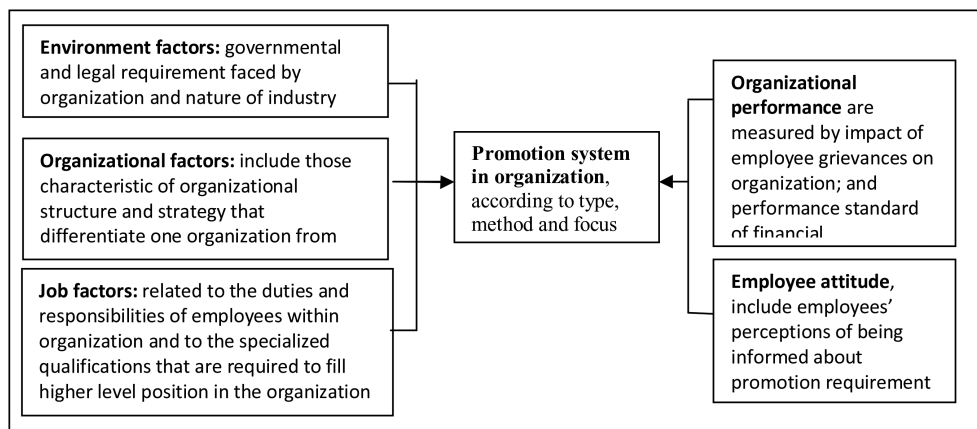 Environment factors: governmental
and legal requirement faced by
organization and nature of industry
Organizational factors: include those
characteristic of organizational
structure and strategy that
differentiate one organization from
Job factors: related to the duties and
responsibilities of employees within
organization and to the specialized
qualifications that are required to fill
higher level position in the organization
Promotion system
in organization,
according to type,
method and focus
Organizational
performance are
measured by impact of
employee grievances on
organization; and
performance standard
of financial
Employee attitude,
include employees’
perceptions of being
informed about
promotion requirement